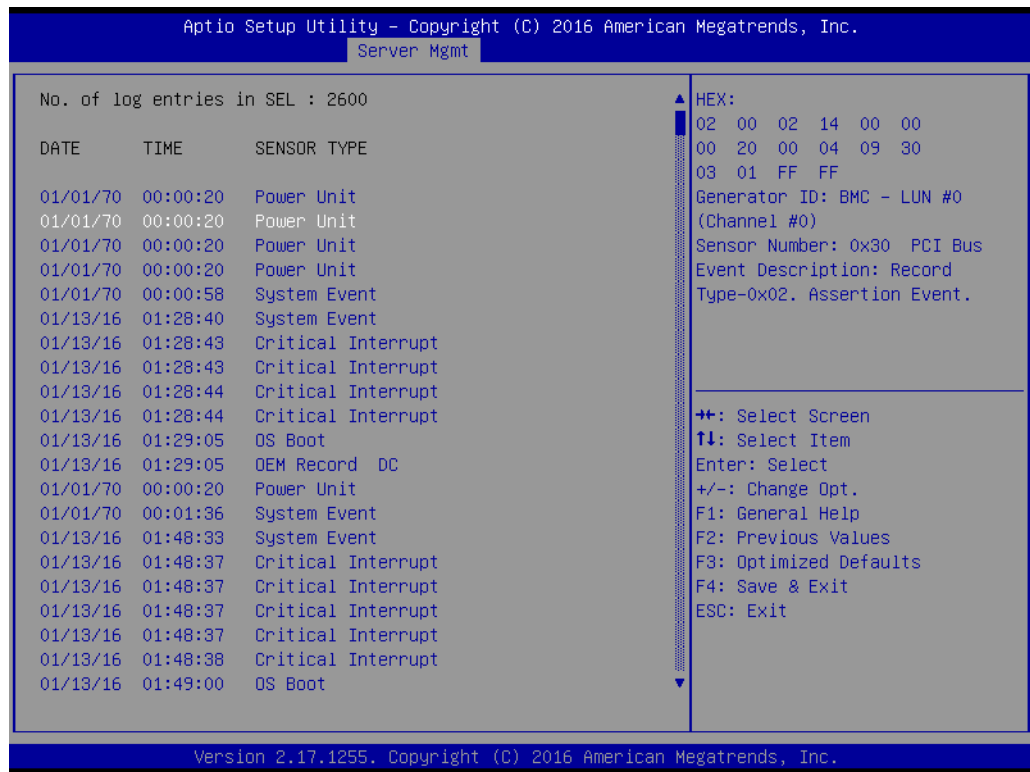 Aptio Setup Utility – Copyright (C) 2016 American Megatrends, Inc.
Server Mgmt
No. of log entries in SEL : 2600
DATE TIME SENSOR TYPE
01/01/70 00:00:20 Power Unit
01/01/70 00:00:20 Power Unit
01/01/70 00:00:20 Power Unit
01/01/70 00:00:20 Power Unit
01/01/70 00:00:58 System Event
01/13/16 01:28:40 System Event
01/13/16 01:28:43 Critical Interrupt
01/13/16 01:28:43 Critical Interrupt
01/13/16 01:28:44 Critical Interrupt
01/13/16 01:28:44 Critical Interrupt
01/13/16 01:29:05 OS Boot
01/13/16 01:29:05 OEM Record DC
01/01/70 00:00:20 Power Unit
01/01/70 00:01:36 System Event
01/13/16 01:48:33 System Event
01/13/16 01:48:37 Critical Interrupt
01/13/16 01:48:37 Critical Interrupt
01/13/16 01:48:37 Critical Interrupt
01/13/16 01:48:37 Critical Interrupt
01/13/16 01:48:38 Critical Interrupt
01/13/16 01:49:00 OS Boot
HEX:
02 00 02 14 00 00
00 20 00 04 09 30
03 01 FF FF
Generator ID: BMC – LUN #0
(Channel #0)
Sensor Number: 0x30 PCI Bus
Event Description: Record
Type-0x02. Assertion Event.
→←: Select Screen
↑↓: Select Item
Enter: Select
+/-: Change Opt.
F1: General Help
F2: Previous Values
F3: Optimized Defaults
F4: Save & Exit
ESC: Exit
Version 2.17.1255. Copyright (C) 2016 American Megatrends, Inc.